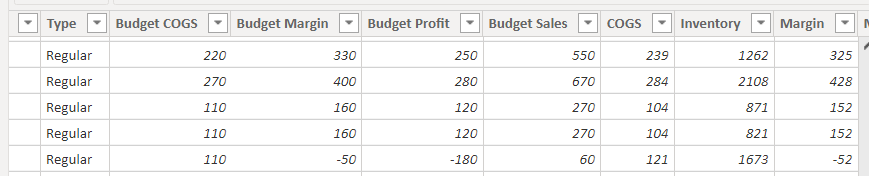 Type Budget COGS Budget Margin Budget Profit Budget Sales COGS Inventory Margin
Regular 220 330 250 550 239 1262 325
Regular 270 400 280 670 284 2108 428
Regular 110 160 120 270 104 871 152
Regular 110 160 120 270 104 821 152
Regular 110 -50 -180 60 121 1673 -52